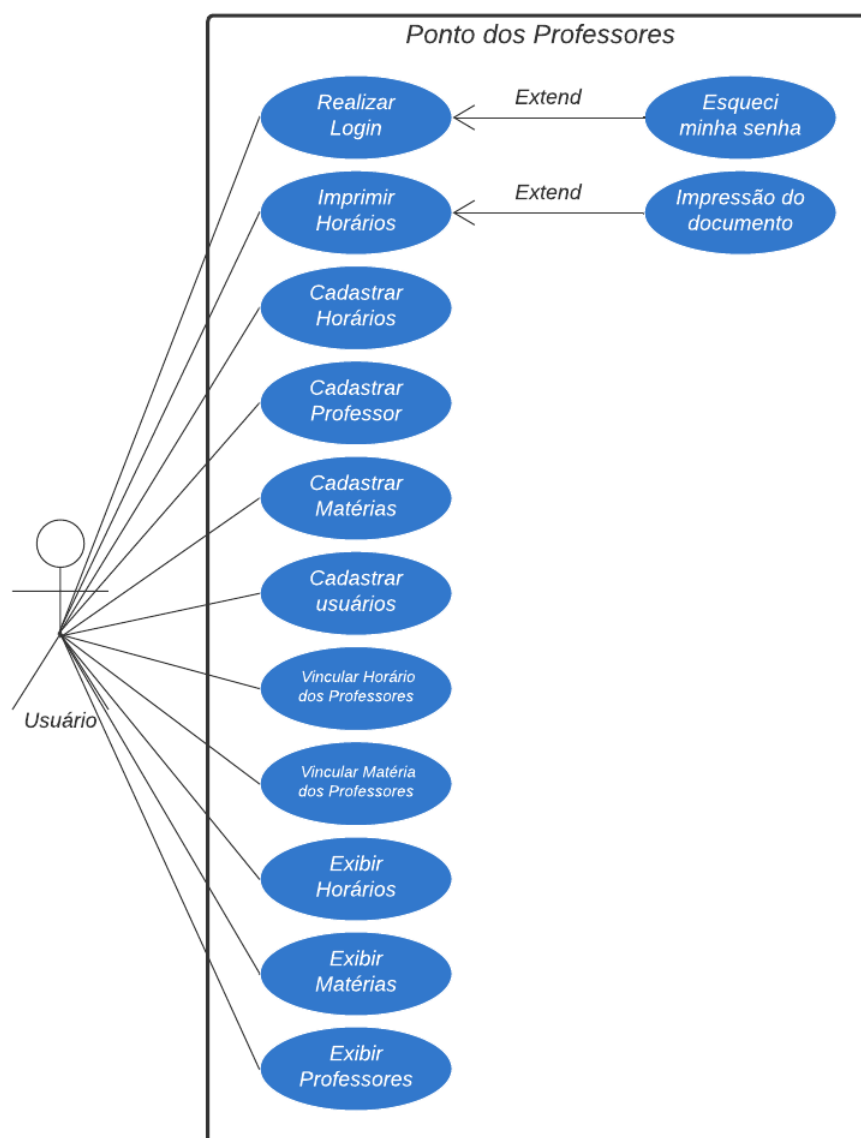 Ponto dos Professores
Realizar
Login
Extend
Esqueci
minha senha
Imprimir
Horários
Extend
Impressão do
documento
Cadastrar
Horários
Cadastrar
Professor
Cadastrar
Matérias
Cadastrar
usuários
Vincular Horário
dos Professores
Usuário
Vincular Matéria
dos Professores
Exibir
Horários
Exibir
Matérias
Exibir
Professores